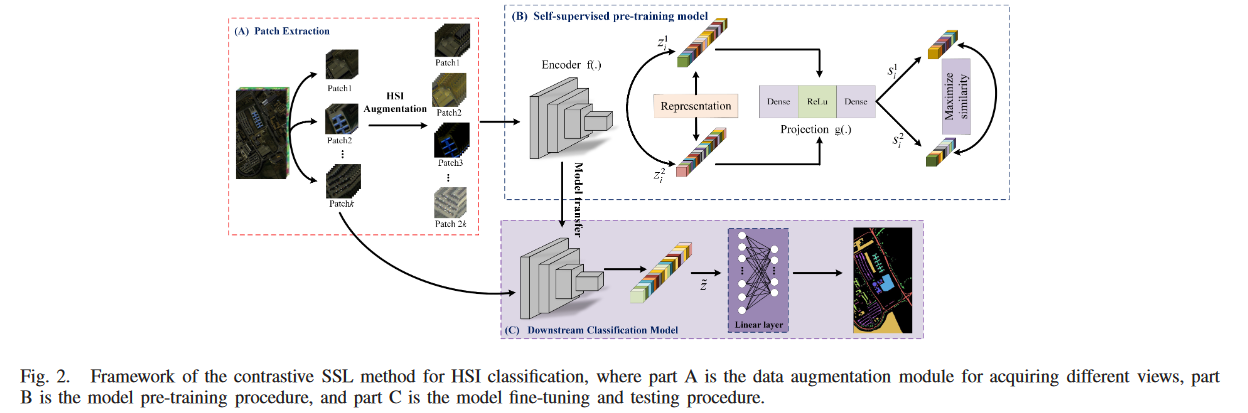 (A) Patch Extraction
Patch1
Patch2
⋮
Patchk
HSI
Augmentation
Patch1
Patch2
Patch3
⋮
Patch 2k
(B) Self-supervised pre-training model
Encoder f(.)
z_i^1
Representation
z_i^2
Dense
ReLu
Dense
Projection g(.)
s_i^1
s_i^2
Maximize
similarity
Model transfer
z̃
Linear layer
(C) Downstream Classification Model
Fig. 2. Framework of the contrastive SSL method for HSI classification, where part A is the data augmentation module for acquiring different views, part
B is the model pre-training procedure, and part C is the model fine-tuning and testing procedure.